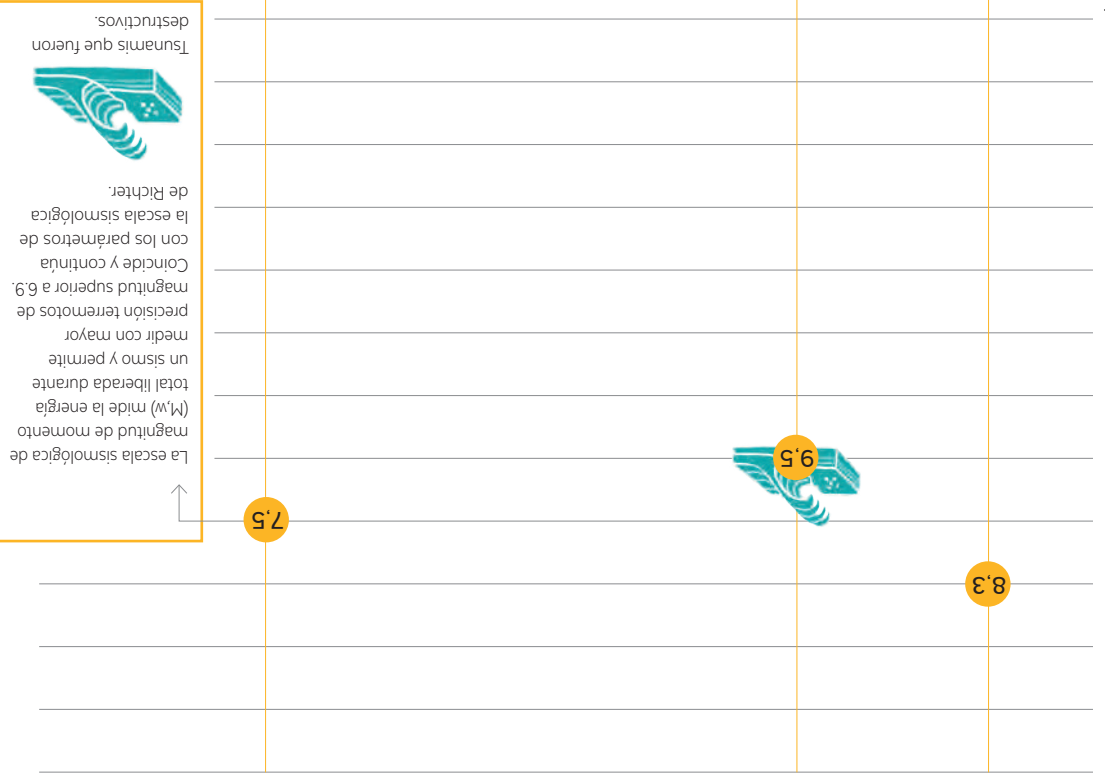 8,3
9,5
7,5
La escala sismológica de
magnitud de momento
(M,w) mide la energía
total liberada durante
un sismo y permite
medir con mayor
precisión terremotos de
magnitud superior a 6.9.
Coincide y continúa
con los parámetros de
la escala sismológica
de Richter.
Tsunamis que fueron
destructivos.